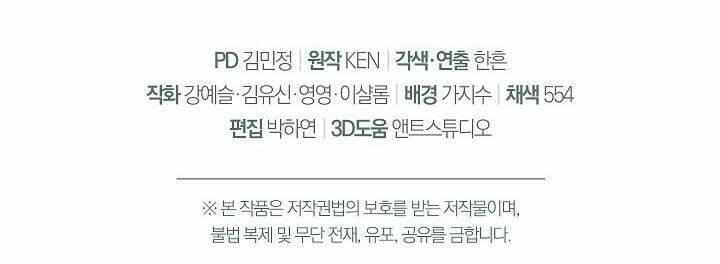 PD 김민정 | 원작 KEN | 각색·연출 한흔
작화 강예슬·김유신·영영·이샬롬 | 배경 가지수 | 채색 554
편집 박하연 | 3D도움 앤트스튜디오
※ 본 작품은 저작권법의 보호를 받는 저작물이며,
불법 복제 및 무단 전재, 유포, 공유를 금합니다.